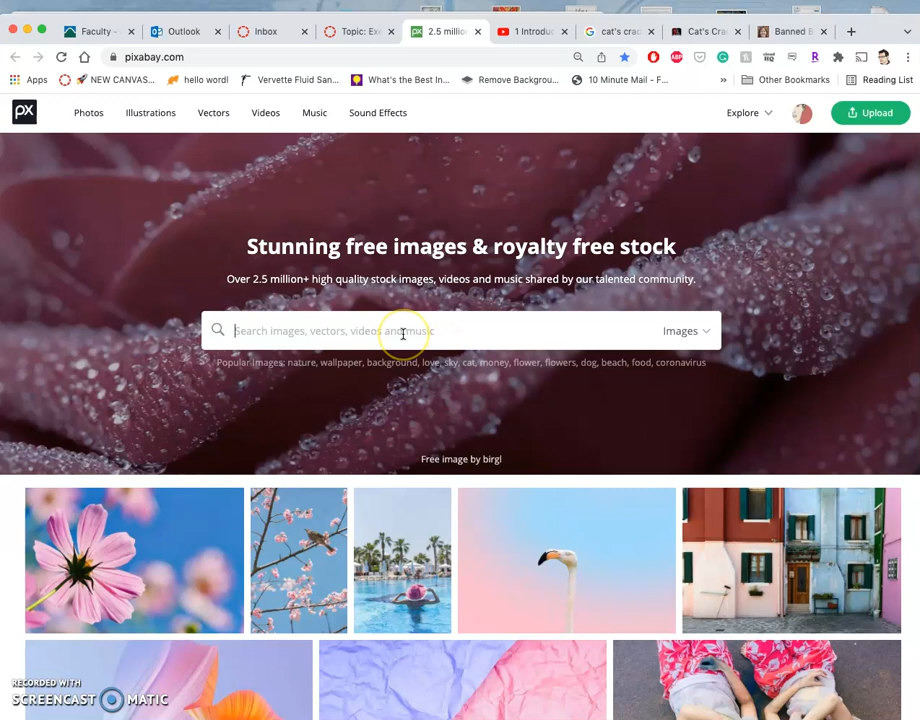 Faculty -
Outlook
Inbox
Topic: Ex
2.5 millio
1 Introduc
cat's crac
Cat's Cra
Banned B
pixabay.com
Apps
NEW CANVAS...
hello word!
Vervette Fluid San...
What's the Best In...
Remove Backgrou...
10 Minute Mail - F...
»
Other Bookmarks
Reading List
px
Photos
Illustrations
Vectors
Videos
Music
Sound Effects
Explore
Upload
Stunning free images & royalty free stock
Over 2.5 million+ high quality stock images, videos and music shared by our talented community.
Search images, vectors, videos and music
Images
Popular Images: nature, wallpaper, background, love, sky, cat, money, flower, flowers, dog, beach, food, coronavirus
Free image by birgl
RECORDED WITH
SCREENCAST MATIC